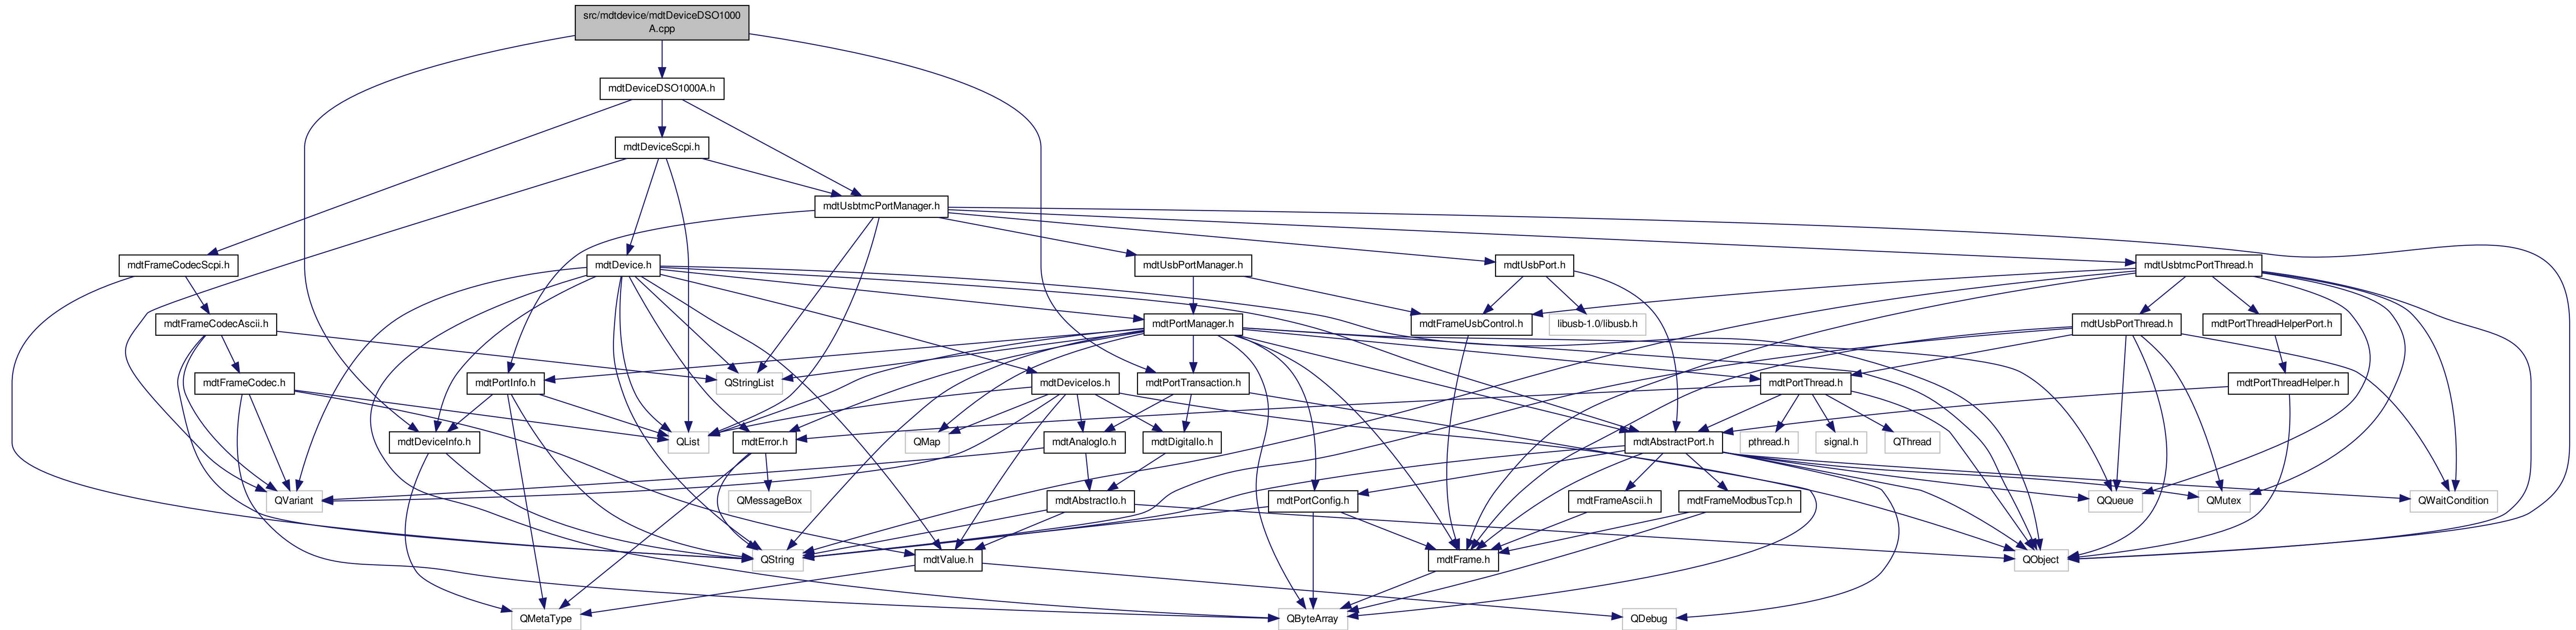 src/mdtdevice/mdtDeviceDSO1000
A.cpp
mdtDeviceDSO1000A.h
mdtDeviceScpi.h
mdtUsbtmcPortManager.h
mdtFrameCodecScpi.h
mdtDevice.h
mdtUsbPortManager.h
mdtUsbPort.h
mdtUsbtmcPortThread.h
mdtFrameCodecAscii.h
mdtPortManager.h
mdtFrameUsbControl.h
libusb-1.0/libusb.h
mdtUsbPortThread.h
mdtPortThreadHelperPort.h
mdtFrameCodec.h
mdtPortInfo.h
QStringList
mdtDeviceIos.h
mdtPortTransaction.h
mdtPortThread.h
mdtPortThreadHelper.h
mdtDeviceInfo.h
QList
mdtError.h
QMap
mdtAnalogIo.h
mdtDigitalIo.h
mdtAbstractPort.h
pthread.h
signal.h
QThread
QVariant
QMessageBox
mdtAbstractIo.h
mdtPortConfig.h
mdtFrameAscii.h
mdtFrameModbusTcp.h
QQueue
QMutex
QWaitCondition
QString
mdtValue.h
mdtFrame.h
QObject
QMetaType
QByteArray
QDebug